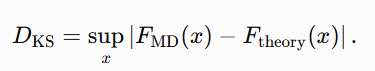 D_KS = sup_x |F_MD(x) − F_theory(x)| .